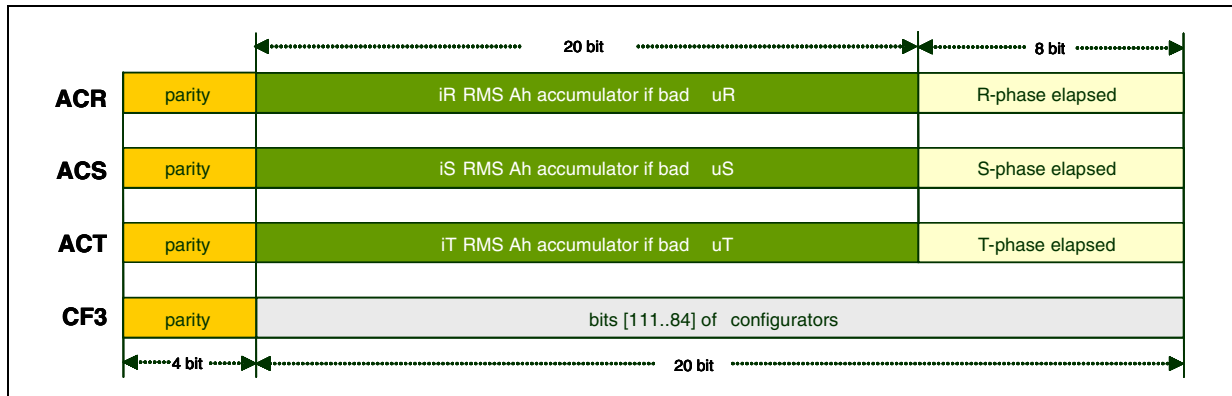 20 bit 8 bit
ACR parity iR RMS Ah accumulator if bad uR R-phase elapsed
ACS parity iS RMS Ah accumulator if bad uS S-phase elapsed
ACT parity iT RMS Ah accumulator if bad uT T-phase elapsed
CF3 parity bits [111..84] of configurators
4 bit 20 bit